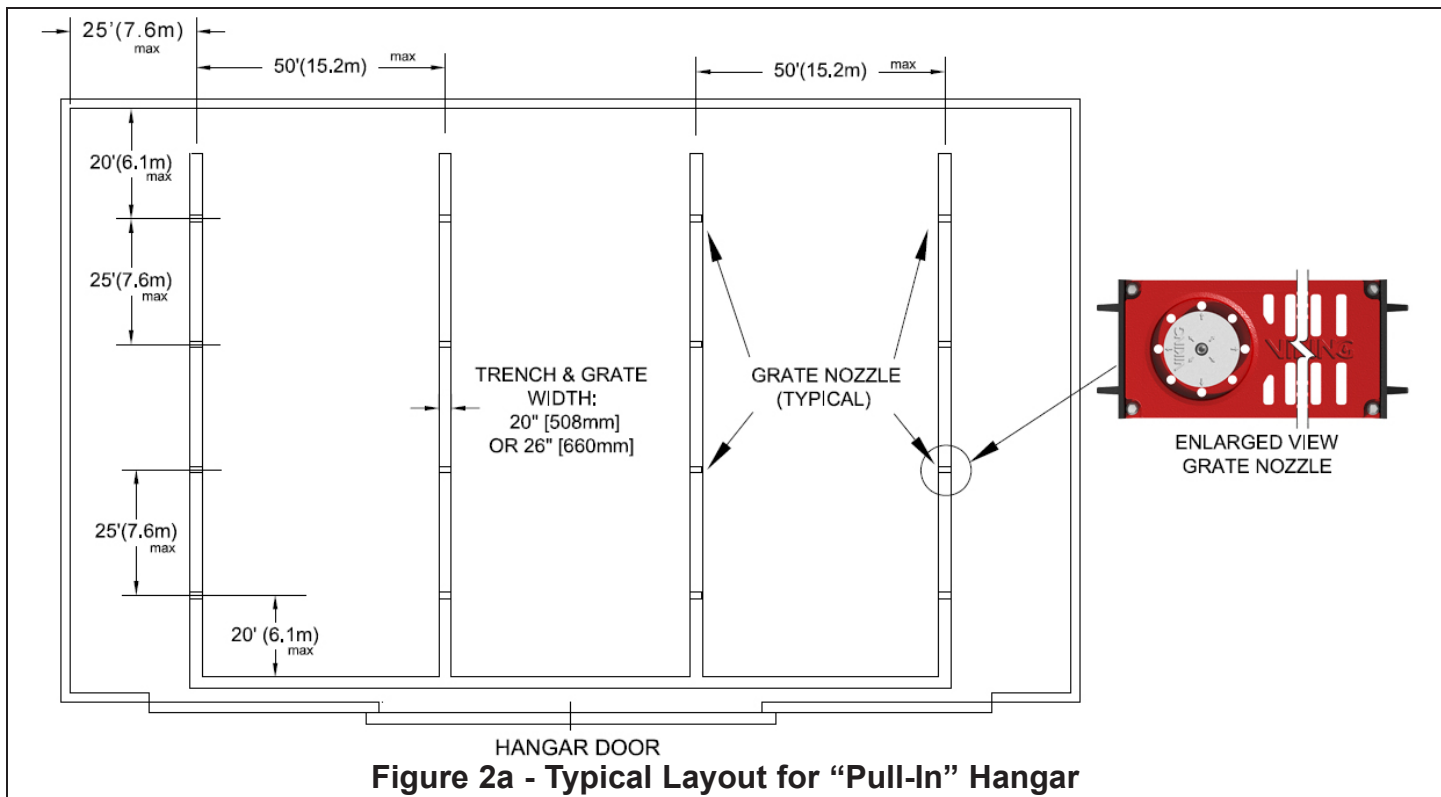 25'(7.6m)
max
50'(15.2m) max
50'(15.2m) max
20'(6.1m)
max
25'(7.6m)
max
TRENCH & GRATE
WIDTH:
20" [508mm]
OR 26" [660mm]
GRATE NOZZLE
(TYPICAL)
VIKING
VIKING
ENLARGED VIEW
GRATE NOZZLE
25'(7.6m)
max
20' (6.1m)
max
HANGAR DOOR
Figure 2a - Typical Layout for “Pull-In” Hangar